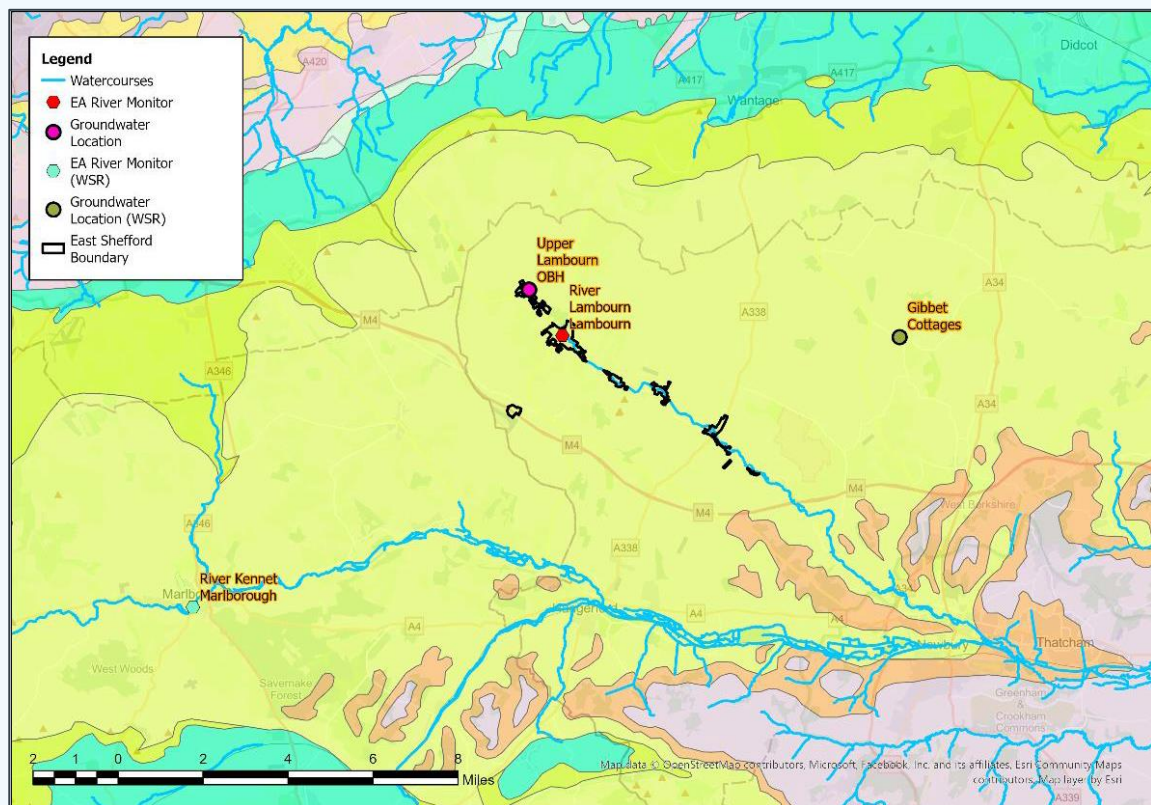 Legend
Watercourses
EA River Monitor
Groundwater
Location
EA River Monitor
(WSR)
Groundwater
Location (WSR)
East Shefford
Boundary
A420
Didcot
A417
A417
Wantage
Upper
Lambourn
OBH
River
Lambourn
Lambourn
A338
A34
Gibbet
Cottages
M4
A346
A34
M4
M4
West Berkshire
A346
A338
River Kennet
Marlborough
A34
A4
A4
A4
Newbury
Thatcham
West Woods
Savernake
Forest
Greenham
&
Crookham
Commons
2 1 0 2 4 6 8
Miles
Map data © OpenStreetMap contributors, Microsoft, Facebook, Inc. and its affiliates, Esri Community Maps
contributors, Map layer by Esri
A339